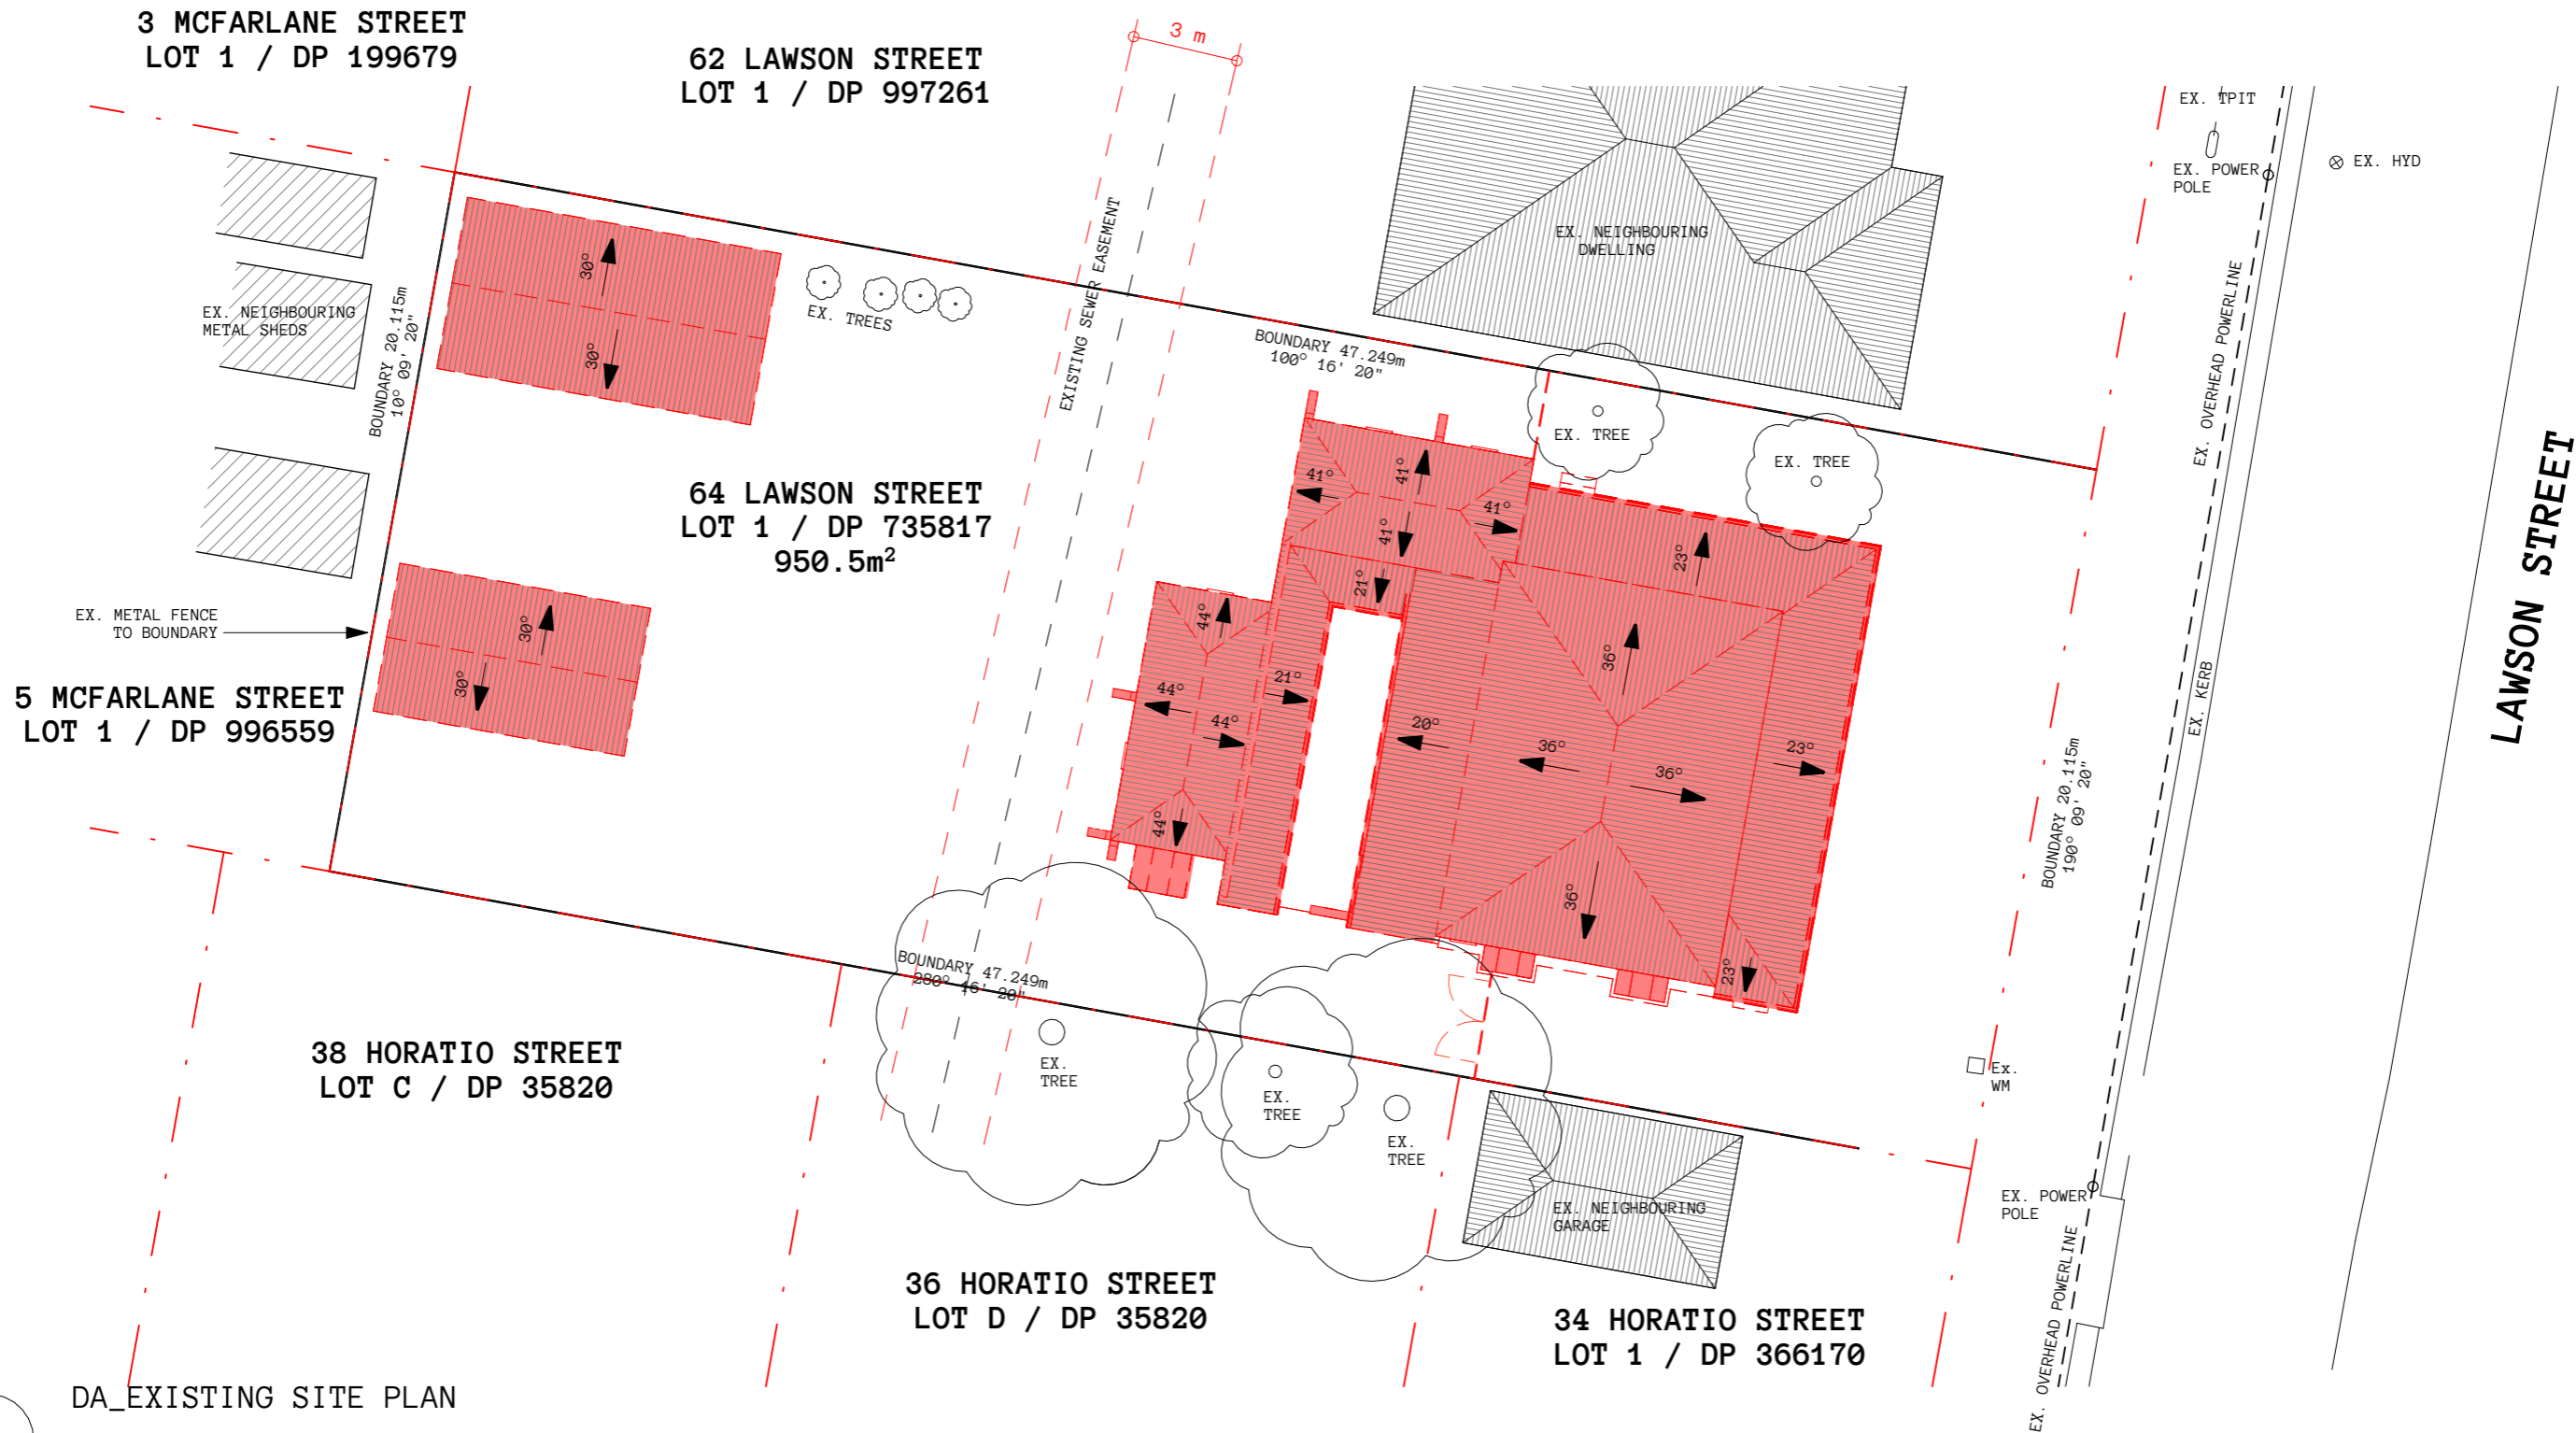 3 MCFARLANE STREET
LOT 1 / DP 199679
62 LAWSON STREET
LOT 1 / DP 997261
3 m
EX. TPIT
EX. POWER
POLE
EX. HYD
EX. NEIGHBOURING
DWELLING
EXISTING SEWER EASEMENT
EX. OVERHEAD POWERLINE
30°
30°
EX. TREES
EX. NEIGHBOURING
METAL SHEDS
BOUNDARY 20.115m
10° 09' 20"
BOUNDARY 47.249m
100° 16' 20"
EX. TREE
EX. TREE
LAWSON STREET
64 LAWSON STREET
LOT 1 / DP 735817
950.5m²
41°
41°
41°
41°
21°
23°
EX. METAL FENCE
TO BOUNDARY
30°
30°
44°
44°
44°
21°
44°
20°
36°
36°
36°
36°
23°
23°
5 MCFARLANE STREET
LOT 1 / DP 996559
EX. KERB
BOUNDARY 20.115m
190° 09' 20"
BOUNDARY 47.249m
280° 16' 20"
38 HORATIO STREET
LOT C / DP 35820
EX.
TREE
EX.
TREE
EX.
TREE
Ex.
WM
EX. POWER
POLE
EX. NEIGHBOURING
GARAGE
36 HORATIO STREET
LOT D / DP 35820
34 HORATIO STREET
LOT 1 / DP 366170
EX. OVERHEAD POWERLINE
DA_EXISTING SITE PLAN